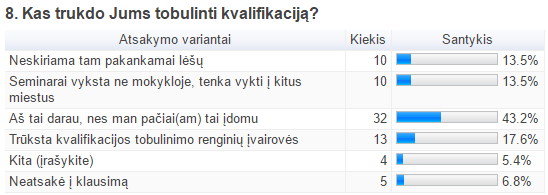 8. Kas trukdo Jums tobulinti kvalifikaciją?
Atsakymo variantai Kiekis Santykis
Neskiriama tam pakankamai lėšų 10 13.5%
Seminarai vyksta ne mokykloje, tenka vykti į kitus miestus 10 13.5%
Aš tai darau, nes man pačiai(am) tai įdomu 32 43.2%
Trūksta kvalifikacijos tobulinimo renginių įvairovės 13 17.6%
Kita (įrašykite) 4 5.4%
Neatsakė į klausimą 5 6.8%